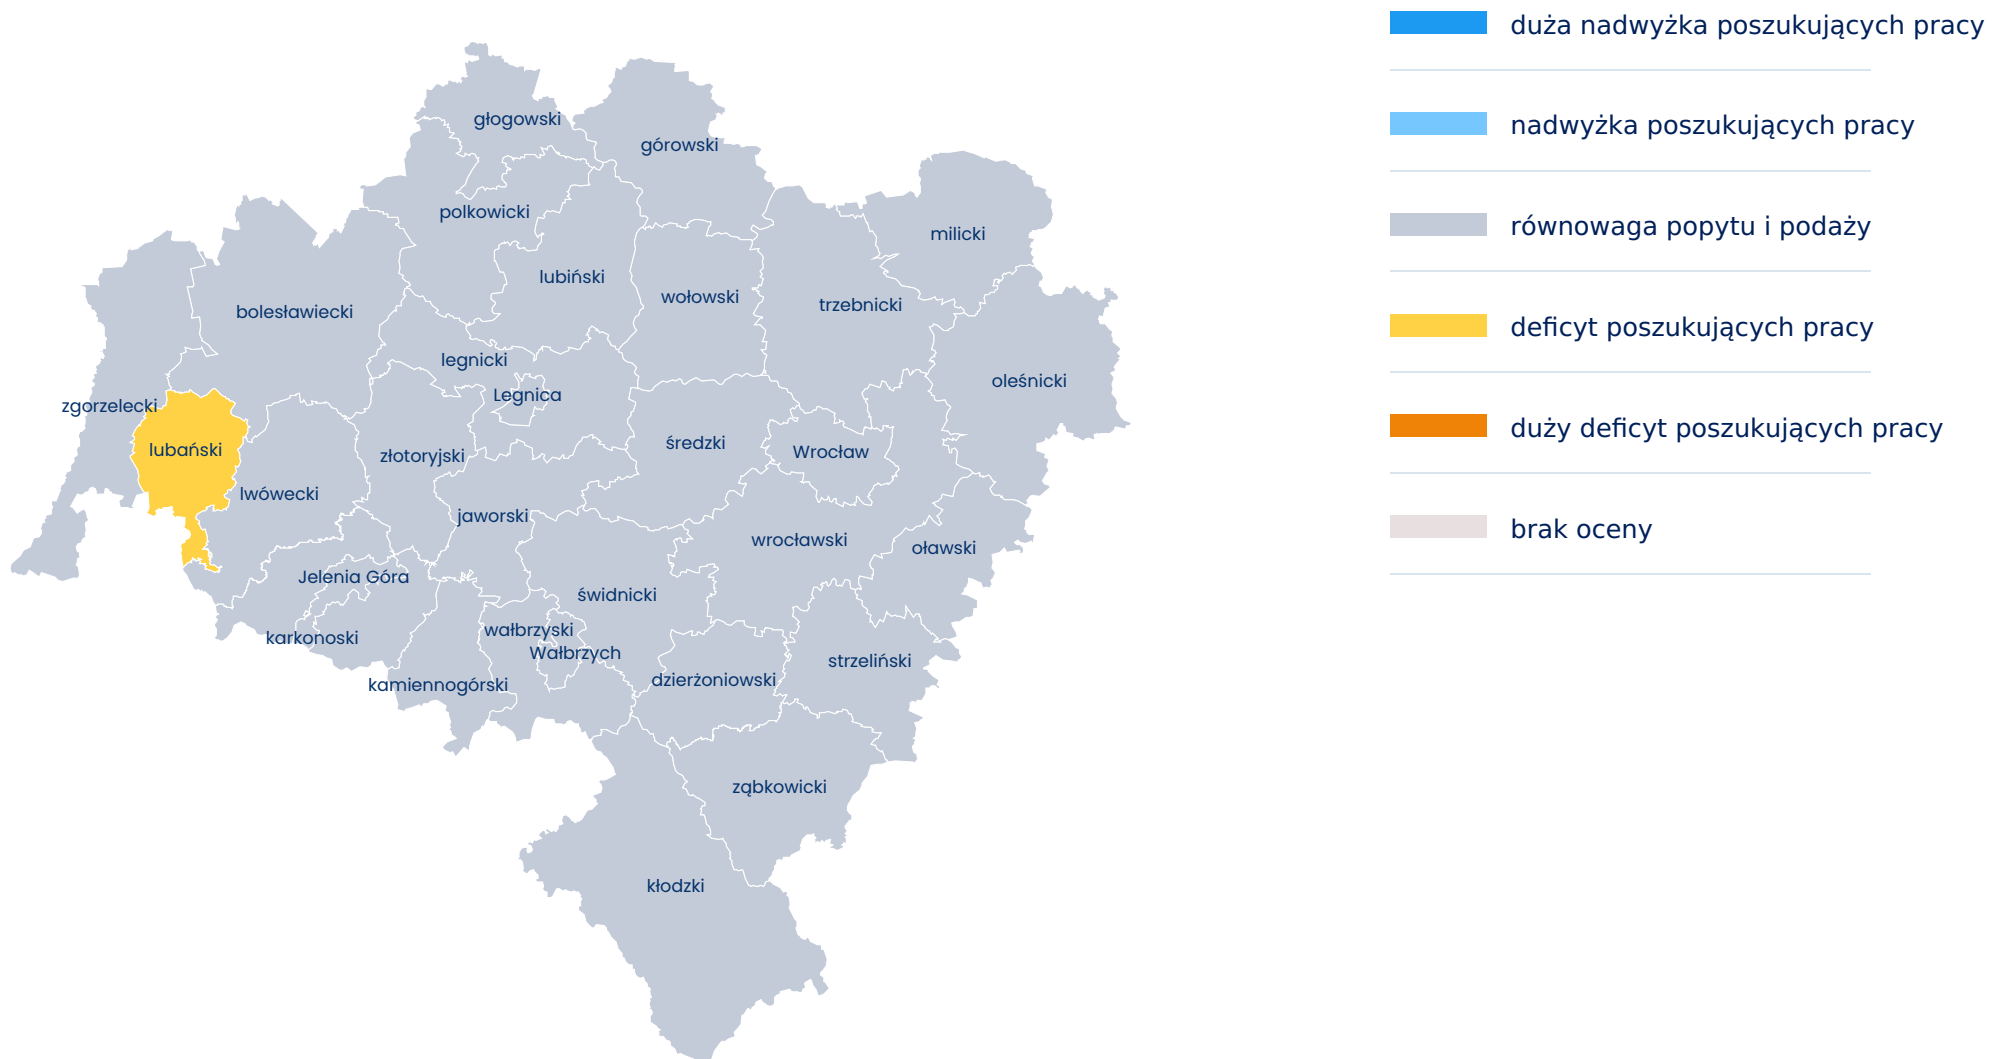 głogowski
górowski
polkowicki
milicki
lubiński
wołowski
trzebnicki
bolesławiecki
legnicki
oleśnicki
Legnica
zgorzelecki
średzki
lubański
Wrocław
złotoryjski
lwówecki
jaworski
wrocławski
oławski
Jelenia Góra
świdnicki
wałbrzyski
karkonoski
Wałbrzych
strzeliński
dzierżoniowski
kamiennogórski
ząbkowicki
kłodzki
duża nadwyżka poszukujących pracy
nadwyżka poszukujących pracy
równowaga popytu i podaży
deficyt poszukujących pracy
duży deficyt poszukujących pracy
brak oceny